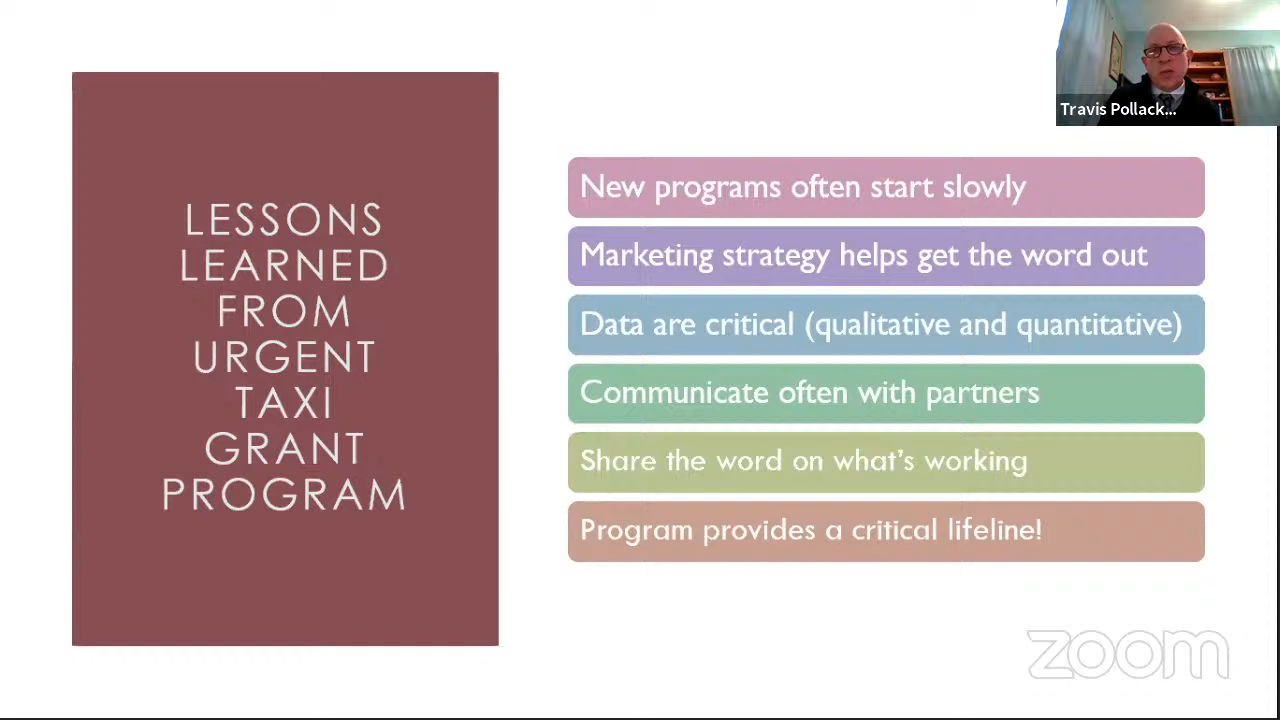 LESSONS
LEARNED
FROM
URGENT
TAXI
GRANT
PROGRAM
New programs often start slowly
Marketing strategy helps get the word out
Data are critical (qualitative and quantitative)
Communicate often with partners
Share the word on what's working
Program provides a critical lifeline!
Travis Pollack...
zoom